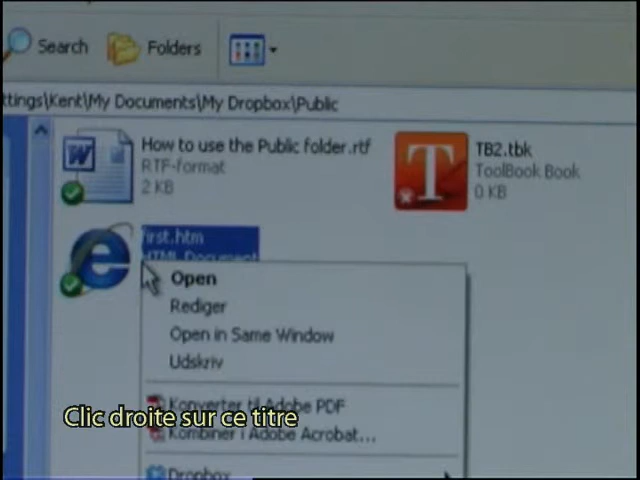 Search Folders
ttings\Kent\My Documents\My Dropbox\Public
How to use the Public folder.rtf
RTF-format
2 KB
TB2.tbk
ToolBook Book
0 KB
first.htm
HTML Document
Open
Rediger
Open in Same Window
Udskriv
Konverter til Adobe PDF
Kombiner i Adobe Acrobat...
Dropbox
Clic droite sur ce titre